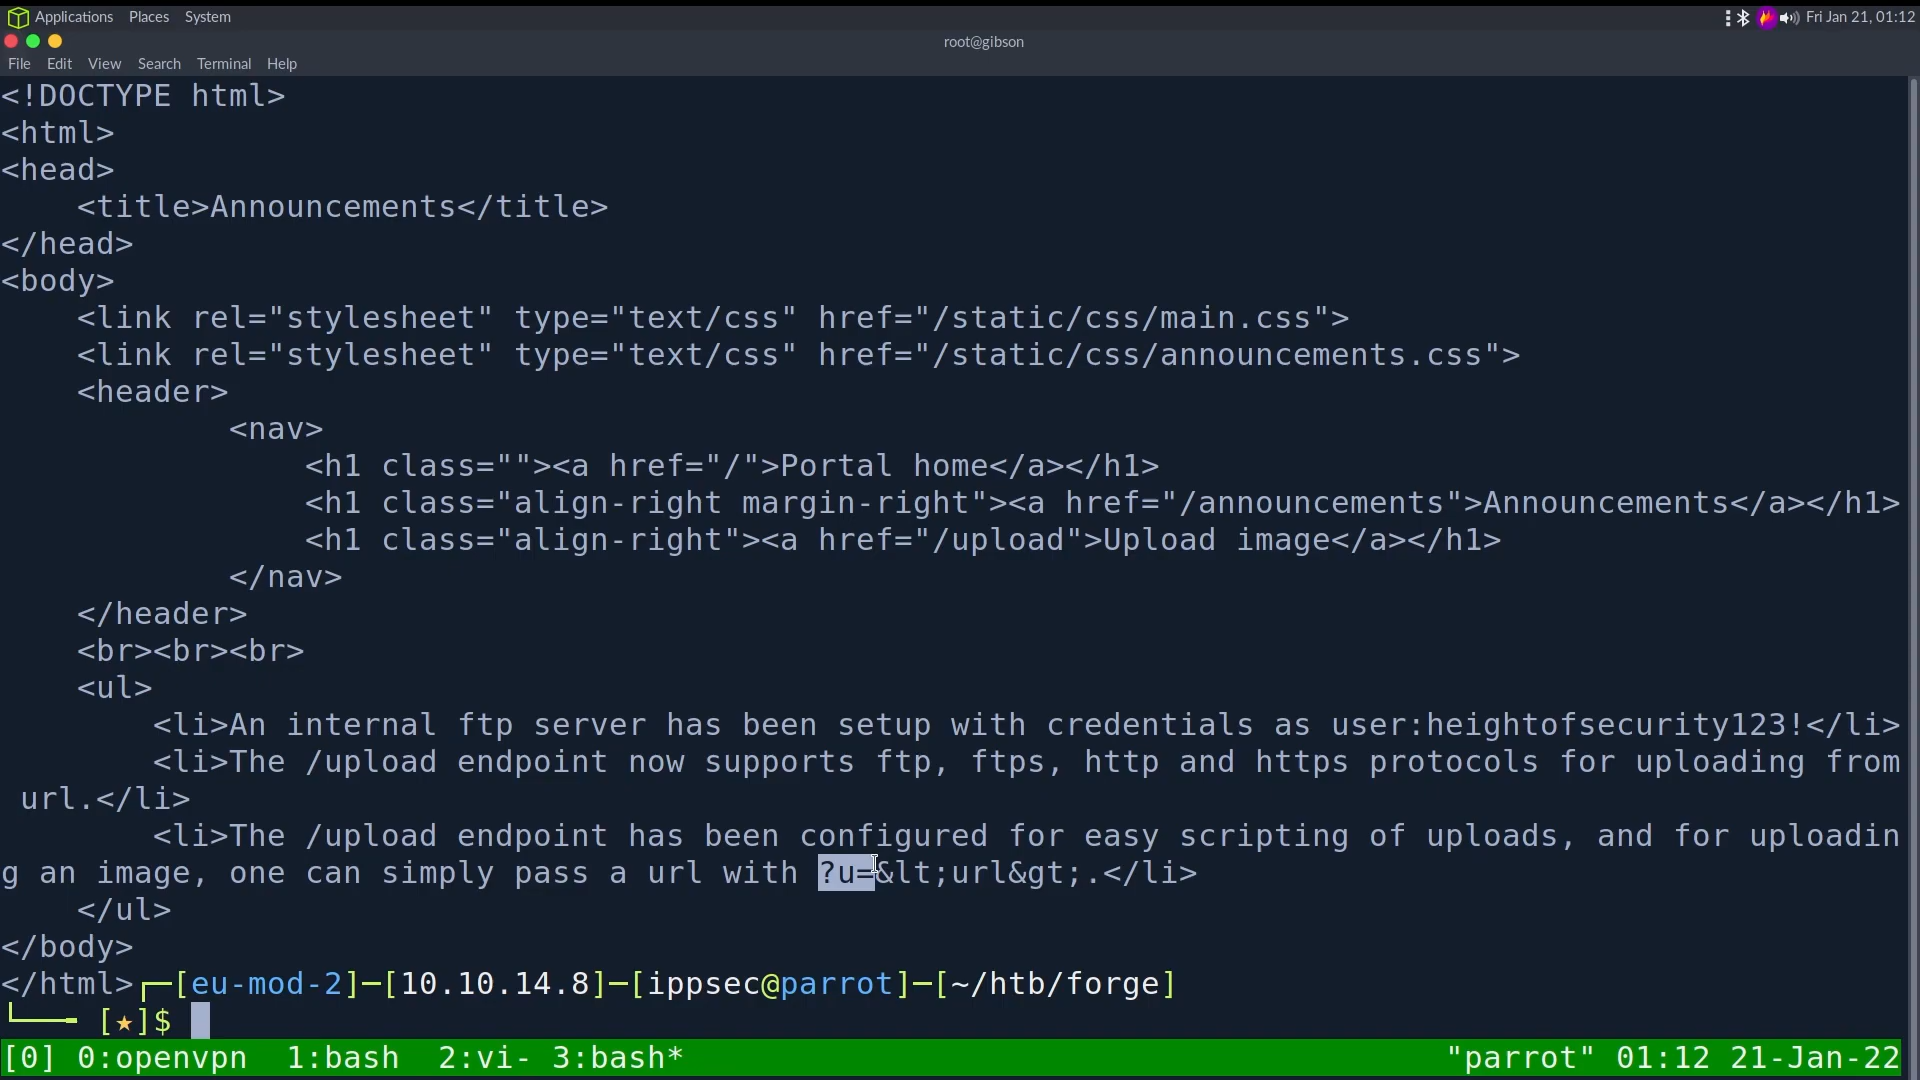 Applications Places System Fri Jan 21, 01:12
root@gibson
File Edit View Search Terminal Help
<!DOCTYPE html>
<html>
<head>
    <title>Announcements</title>
</head>
<body>
    <link rel="stylesheet" type="text/css" href="/static/css/main.css">
    <link rel="stylesheet" type="text/css" href="/static/css/announcements.css">
    <header>
            <nav>
                <h1 class=""><a href="/">Portal home</a></h1>
                <h1 class="align-right margin-right"><a href="/announcements">Announcements</a></h1>
                <h1 class="align-right"><a href="/upload">Upload image</a></h1>
            </nav>
    </header>
    <br><br><br>
    <ul>
        <li>An internal ftp server has been setup with credentials as user:heightofsecurity123!</li>
        <li>The /upload endpoint now supports ftp, ftps, http and https protocols for uploading from
 url.</li>
        <li>The /upload endpoint has been configured for easy scripting of uploads, and for uploadin
g an image, one can simply pass a url with ?u=&lt;url&gt;.</li>
    </ul>
</body>
</html>┌─[eu-mod-2]─[10.10.14.8]─[ippsec@parrot]─[~/htb/forge]
└──╼ [★]$
[0] 0:openvpn  1:bash  2:vi- 3:bash* "parrot" 01:12 21-Jan-22